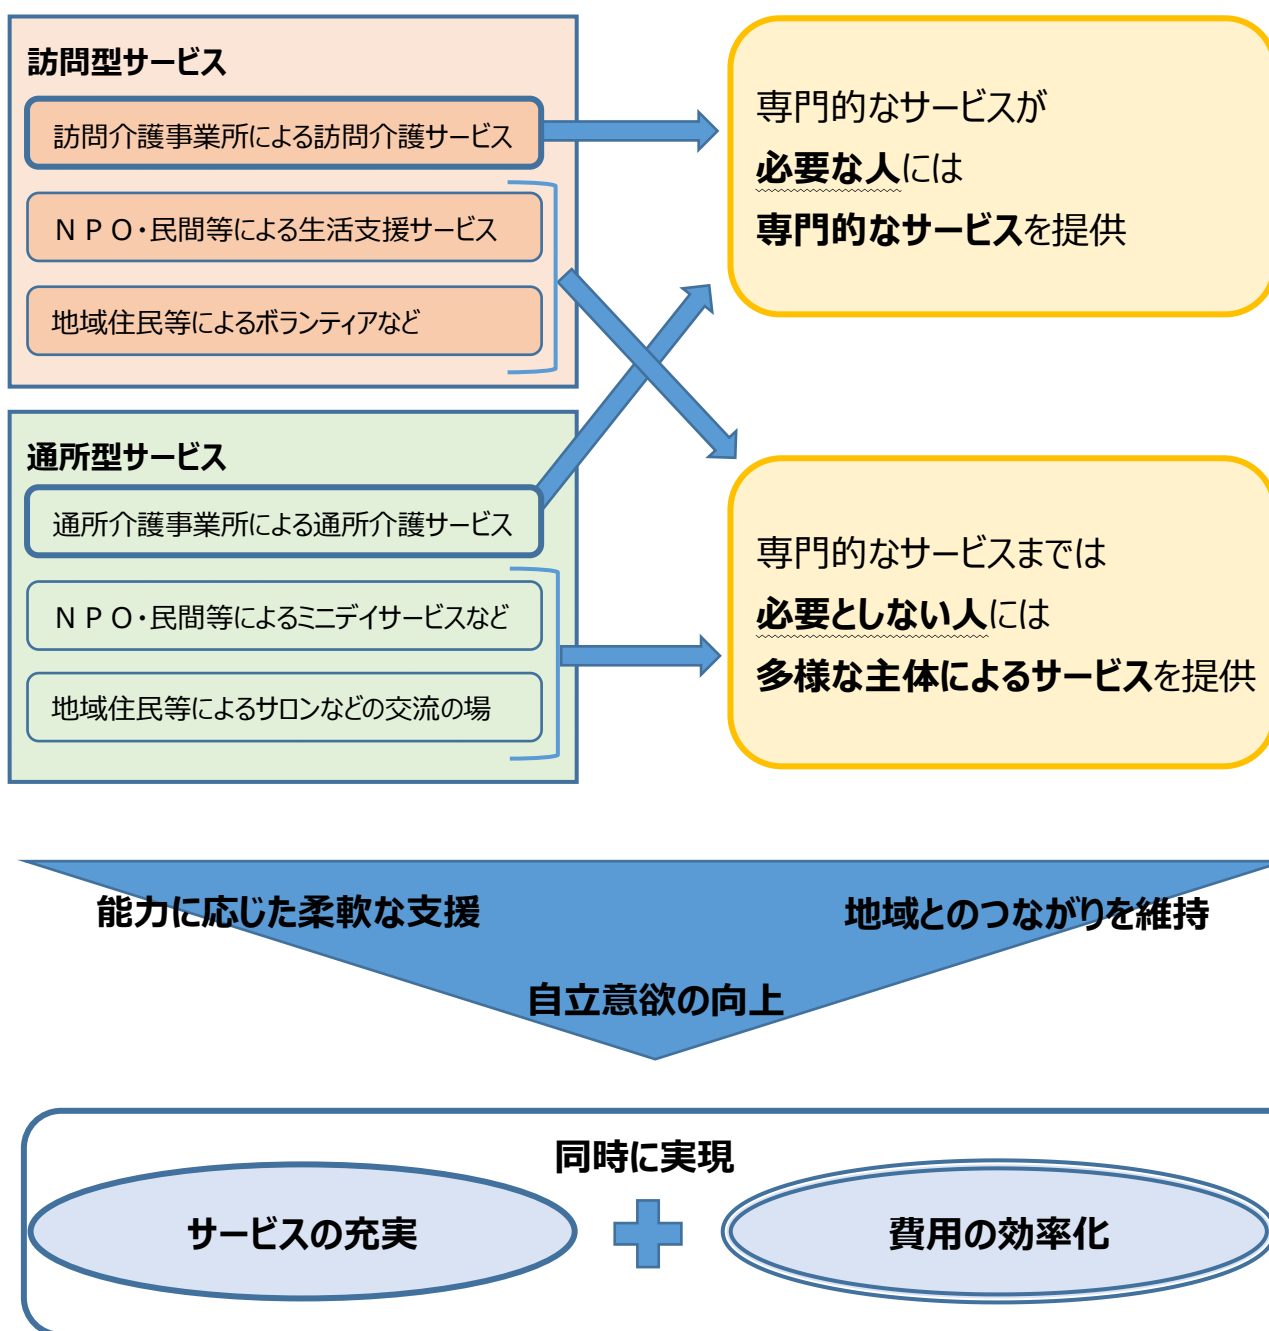 訪問型サービス
訪問介護事業所による訪問介護サービス
ＮＰＯ・民間等による生活支援サービス
地域住民等によるボランティアなど
専門的なサービスが
必要な人には
専門的なサービスを提供
通所型サービス
通所介護事業所による通所介護サービス
ＮＰＯ・民間等によるミニデイサービスなど
地域住民等によるサロンなどの交流の場
専門的なサービスまでは
必要としない人には
多様な主体によるサービスを提供
能力に応じた柔軟な支援
地域とのつながりを維持
自立意欲の向上
同時に実現
サービスの充実
費用の効率化